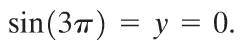 sin(3π) = y = 0.